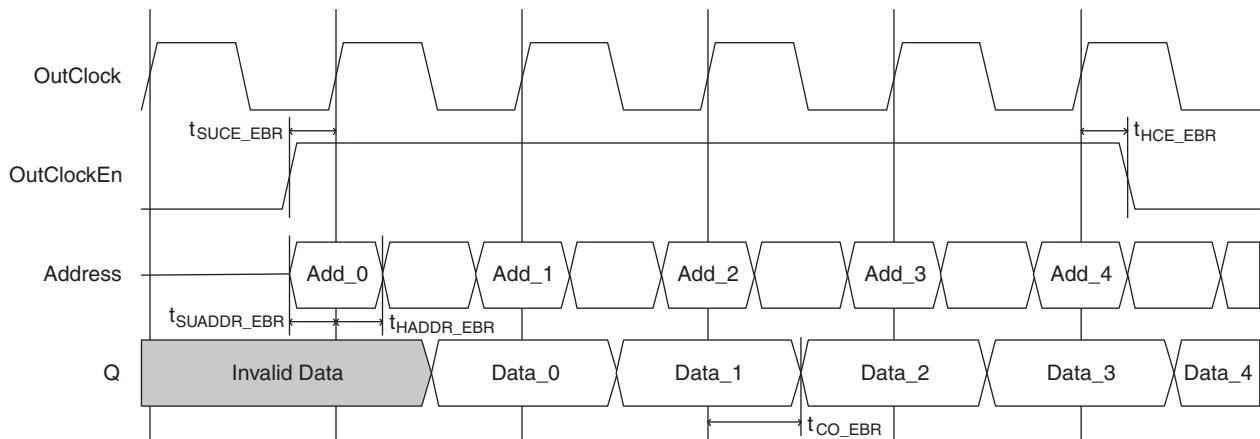 OutClock
tSUCE_EBR
tHCE_EBR
OutClockEn
Address
Add_0
Add_1
Add_2
Add_3
Add_4
tSUADDR_EBR
tHADDR_EBR
Q
Invalid Data
Data_0
Data_1
Data_2
Data_3
Data_4
tCO_EBR